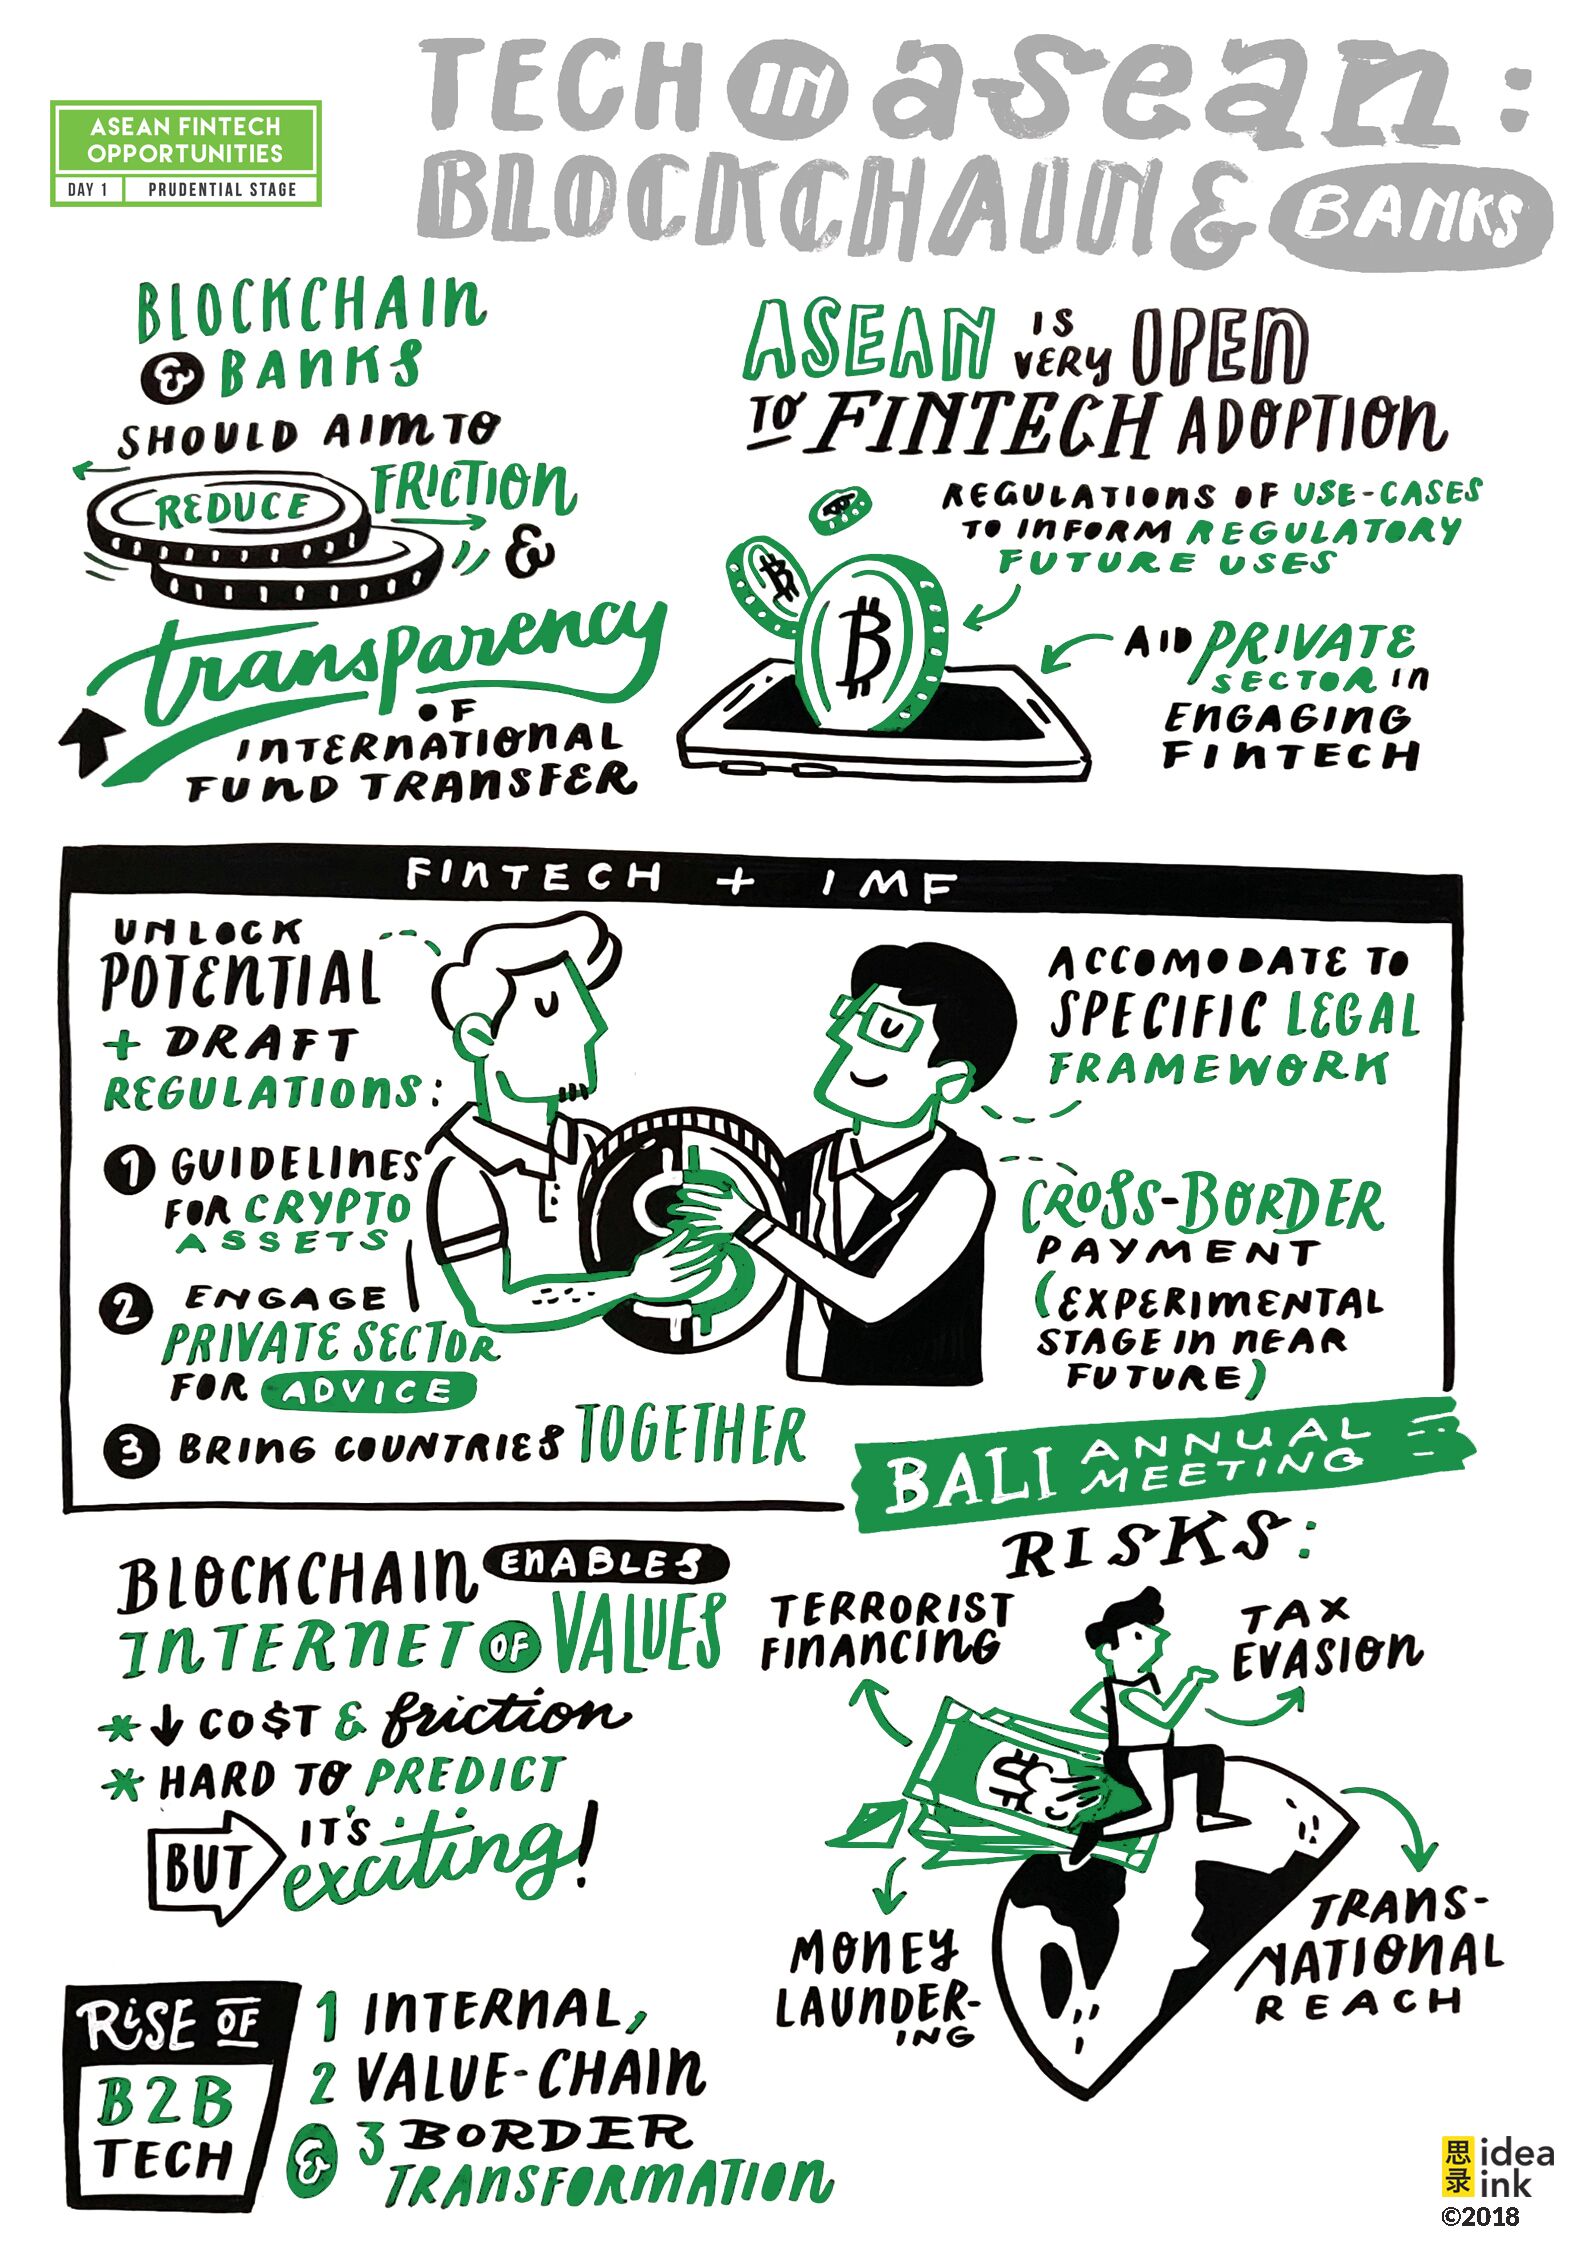 TECH IN asean:
BLOCKCHAIN & BANKS
ASEAN FINTECH
OPPORTUNITIES
DAY 1 PRUDENTIAL STAGE
BLOCKCHAIN
& BANKS
SHOULD AIM TO
REDUCE FRICTION
&
transparency
OF
INTERNATIONAL
FUND TRANSFER
ASEAN IS VERY OPEN
TO FINTECH ADOPTION
REGULATIONS OF USE-CASES
TO INFORM REGULATORY
FUTURE USES
AID PRIVATE
SECTOR IN
ENGAGING
FINTECH
FINTECH + IMF
UNLOCK
POTENTIAL
+ DRAFT
REGULATIONS:
1 GUIDELINES
FOR CRYPTO
ASSETS
2 ENGAGE
PRIVATE SECTOR
FOR ADVICE
3 BRING COUNTRIES TOGETHER
ACCOMODATE TO
SPECIFIC LEGAL
FRAMEWORK
CROSS-BORDER
PAYMENT
(EXPERIMENTAL
STAGE IN NEAR
FUTURE)
BALI ANNUAL
MEETING
BLOCKCHAIN ENABLES
INTERNET OF VALUES
* ↓ CO$T & friction
* HARD TO PREDICT
BUT IT'S
exciting!
RISKS:
TERRORIST
FINANCING
TAX
EVASION
MONEY
LAUNDER-
ING
TRANS-
NATIONAL
REACH
RISE OF
B2B
TECH
1 INTERNAL,
2 VALUE-CHAIN
& 3 BORDER
TRANSFORMATION
思录 idea
ink
©2018